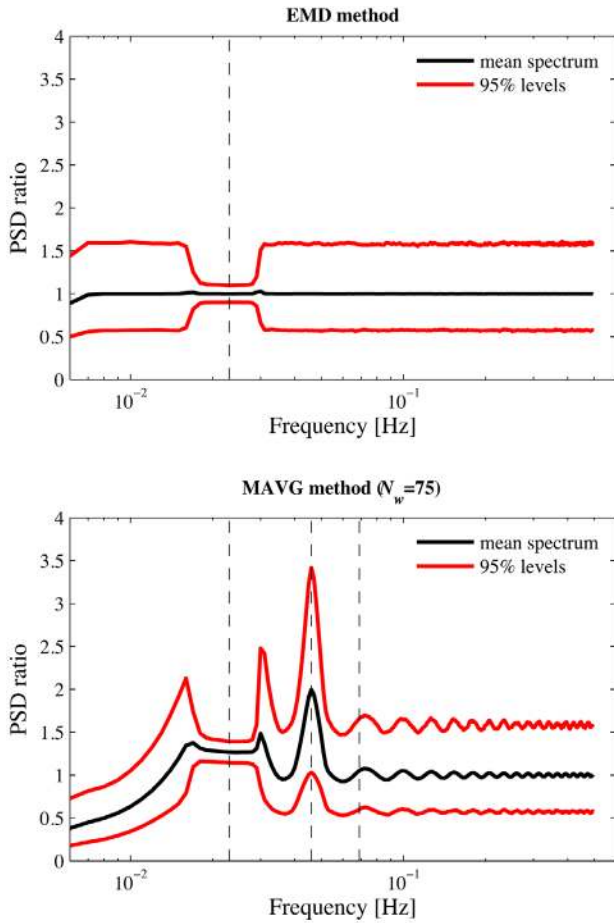 EMD method
4
3.5
3
2.5
2
1.5
1
0.5
0
PSD ratio
mean spectrum
95% levels
10⁻² 10⁻¹
Frequency [Hz]
MAVG method (N_w=75)
4
3.5
3
2.5
2
1.5
1
0.5
0
PSD ratio
mean spectrum
95% levels
10⁻² 10⁻¹
Frequency [Hz]